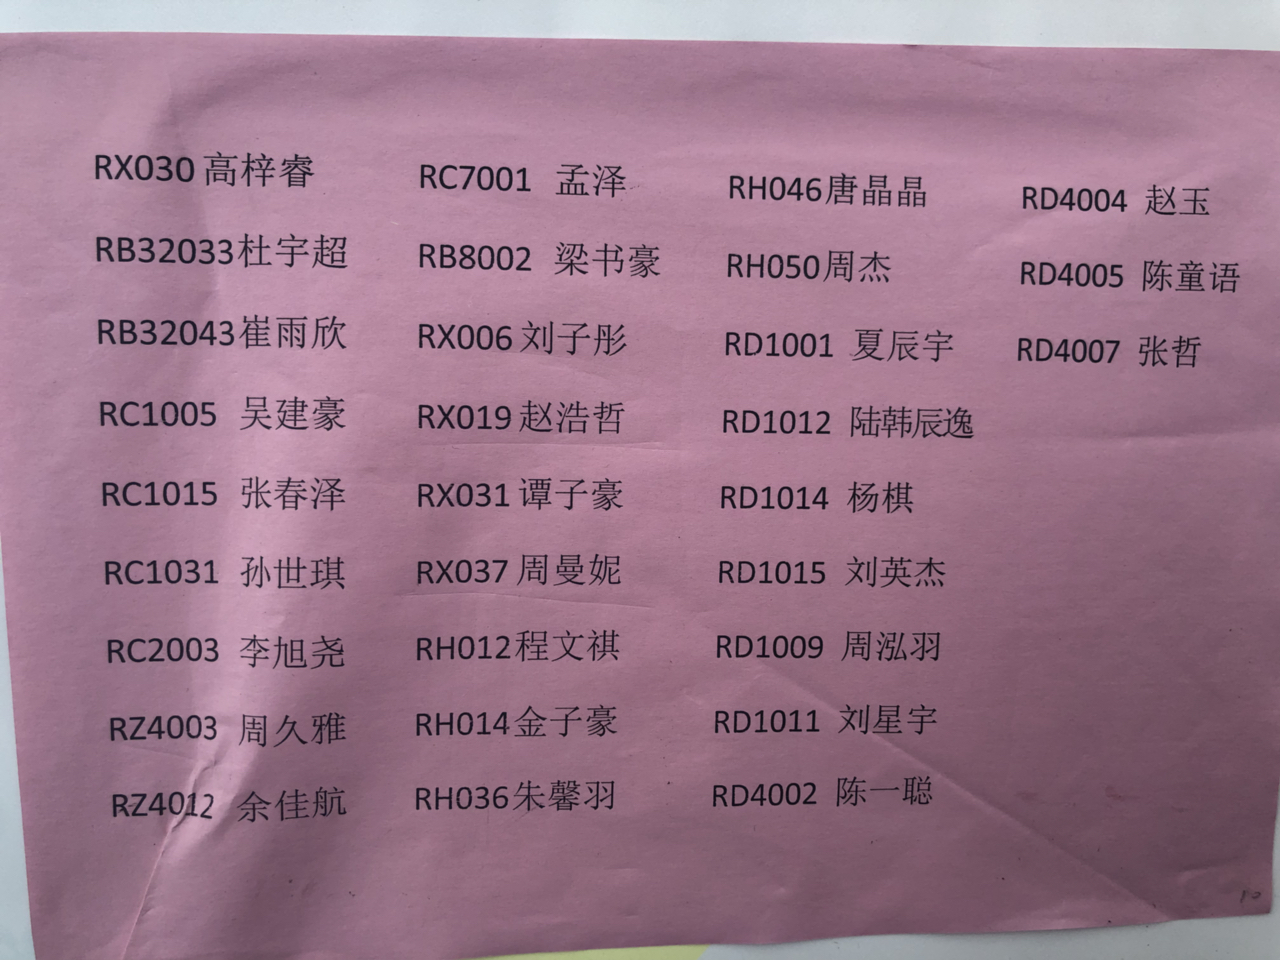 RX030 高梓睿 RC7001 孟泽 RH046唐晶晶 RD4004 赵玉
RB32033杜宇超 RB8002 梁书豪 RH050周杰 RD4005 陈童语
RB32043崔雨欣 RX006 刘子彤 RD1001 夏辰宇 RD4007 张哲
RC1005 吴建豪 RX019 赵浩哲 RD1012 陆韩辰逸
RC1015 张春泽 RX031 谭子豪 RD1014 杨棋
RC1031 孙世琪 RX037 周曼妮 RD1015 刘英杰
RC2003 李旭尧 RH012程文祺 RD1009 周泓羽
RZ4003 周久雅 RH014金子豪 RD1011 刘星宇
RZ4012 余佳航 RH036朱馨羽 RD4002 陈一聪